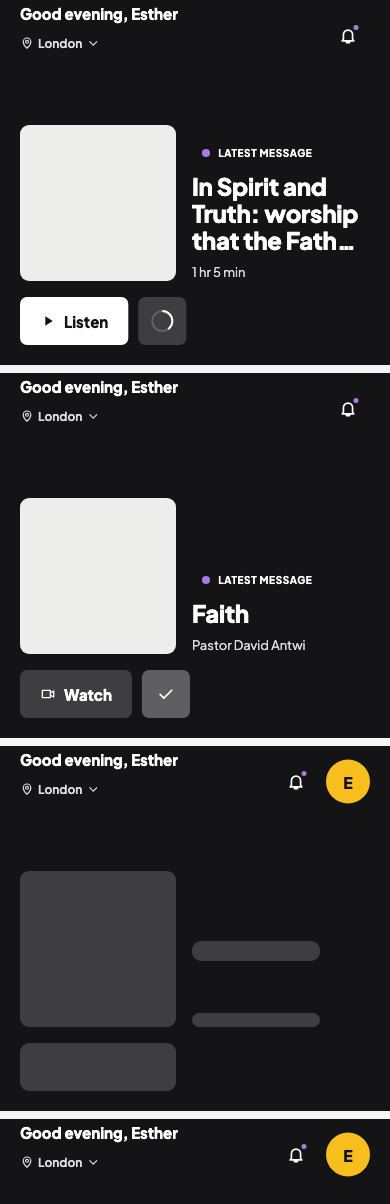 Good evening, Esther
London
LATEST MESSAGE
In Spirit and
Truth: worship
that the Fath...
1 hr 5 min
Listen
Good evening, Esther
London
LATEST MESSAGE
Faith
Pastor David Antwi
Watch
Good evening, Esther
London
E
Good evening, Esther
London
E